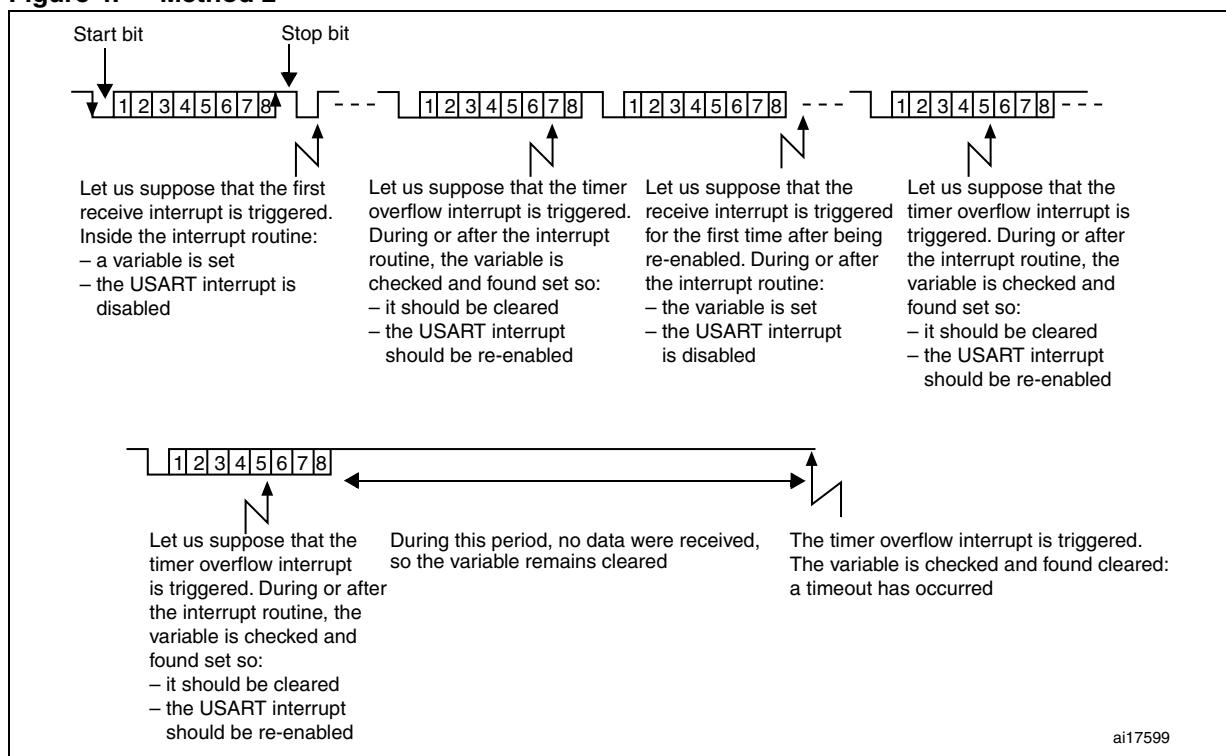 Figure 4. Method 2
Start bit
Stop bit
1 2 3 4 5 6 7 8
1 2 3 4 5 6 7 8
1 2 3 4 5 6 7 8
1 2 3 4 5 6 7 8
Let us suppose that the first
receive interrupt is triggered.
Inside the interrupt routine:
– a variable is set
– the USART interrupt is
disabled
Let us suppose that the timer
overflow interrupt is triggered.
During or after the interrupt
routine, the variable is
checked and found set so:
– it should be cleared
– the USART interrupt
should be re-enabled
Let us suppose that the
receive interrupt is triggered
for the first time after being
re-enabled. During or after
the interrupt routine:
– the variable is set
– the USART interrupt
is disabled
Let us suppose that the
timer overflow interrupt is
triggered. During or after
the interrupt routine, the
variable is checked and
found set so:
– it should be cleared
– the USART interrupt
should be re-enabled
1 2 3 4 5 6 7 8
Let us suppose that the
timer overflow interrupt
is triggered. During or after
the interrupt routine, the
variable is checked and
found set so:
– it should be cleared
– the USART interrupt
should be re-enabled
During this period, no data were received,
so the variable remains cleared
The timer overflow interrupt is triggered.
The variable is checked and found cleared:
a timeout has occurred
ai17599